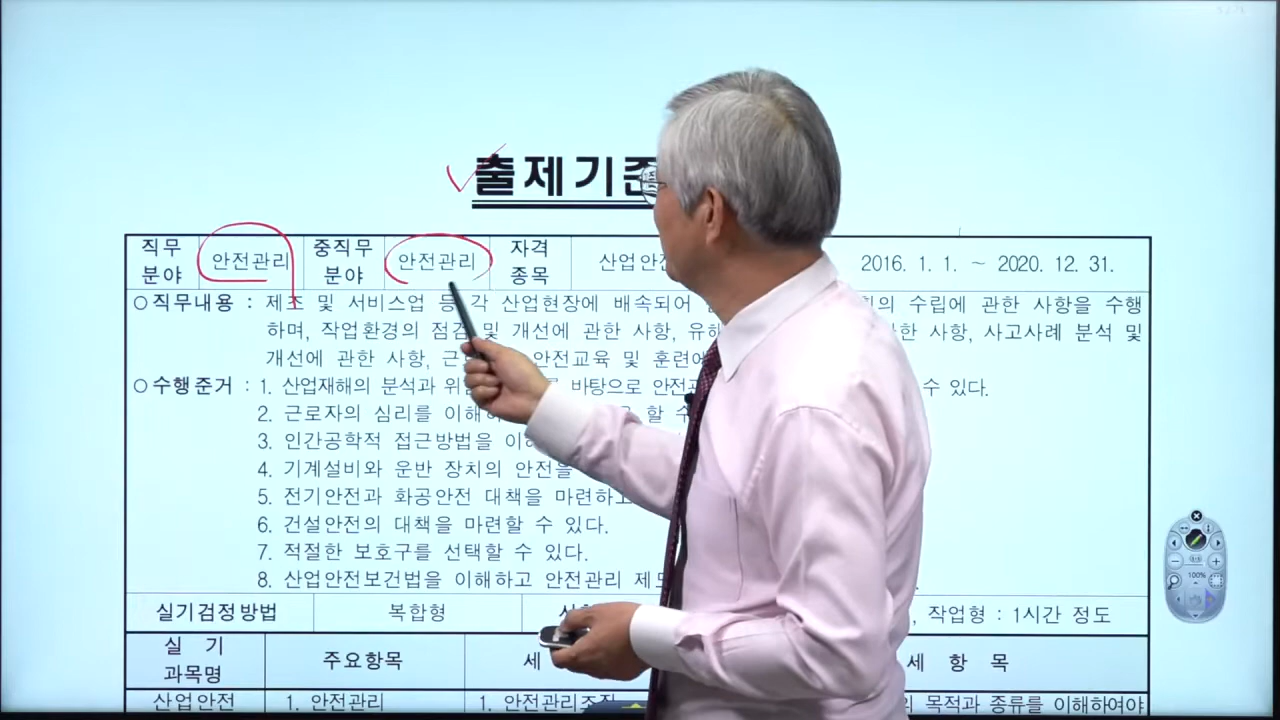 출제기준
직무 분야 안전관리 중직무 분야 안전관리 자격 종목 산업안전 2016. 1. 1. ~ 2020. 12. 31.
○직무내용 : 제조 및 서비스업 등 각 산업현장에 배속되어 의 수립에 관한 사항을 수행
하며, 작업환경의 점검 및 개선에 관한 사항, 유해 한 사항, 사고사례 분석 및
개선에 관한 사항, 근 안전교육 및 훈련에
○수행준거 : 1. 산업재해의 분석과 위험 를 바탕으로 안전관 수 있다.
2. 근로자의 심리를 이해하 할 수
3. 인간공학적 접근방법을 이해
4. 기계설비와 운반 장치의 안전을
5. 전기안전과 화공안전 대책을 마련하고
6. 건설안전의 대책을 마련할 수 있다.
7. 적절한 보호구를 선택할 수 있다.
8. 산업안전보건법을 이해하고 안전관리 제도
실기검정방법 복합형 , 작업형 : 1시간 정도
실 기 과목명 주요항목 세 세 항 목
산업안전 1. 안전관리 1. 안전관리조직 의 목적과 종류를 이해하여야
100%